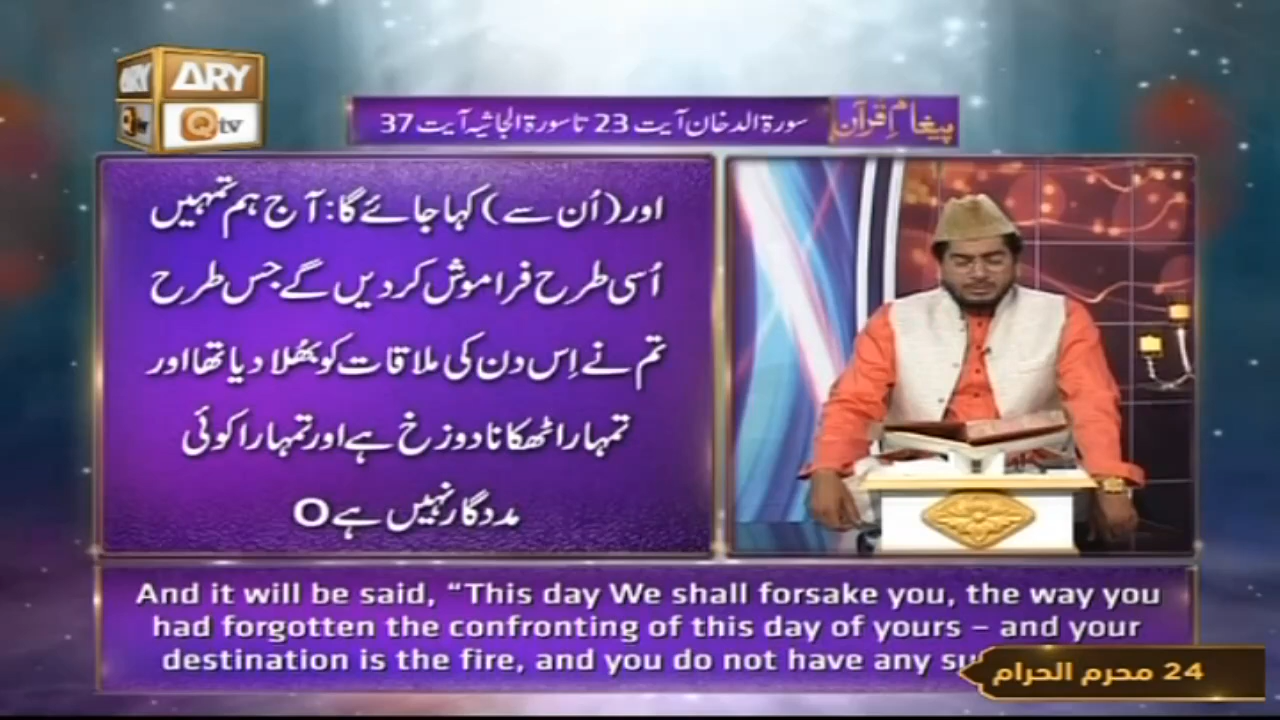 ARY
ARY
Qtv
Qtv
پیغامِ قرآن
سورۃ الدخان آیت 23 تا سورۃ الجاثیہ آیت 37
اور (اُن سے) کہا جائے گا: آج ہم تمہیں
اُسی طرح فراموش کر دیں گے جس طرح
تم نے اِس دن کی ملاقات کو بھُلا دیا تھا اور
تمہارا ٹھکانا دوزخ ہے اور تمہارا کوئی
مددگار نہیں ہے O
And it will be said, “This day We shall forsake you, the way you
had forgotten the confronting of this day of yours – and your
destination is the fire, and you do not have any
24 محرم الحرام